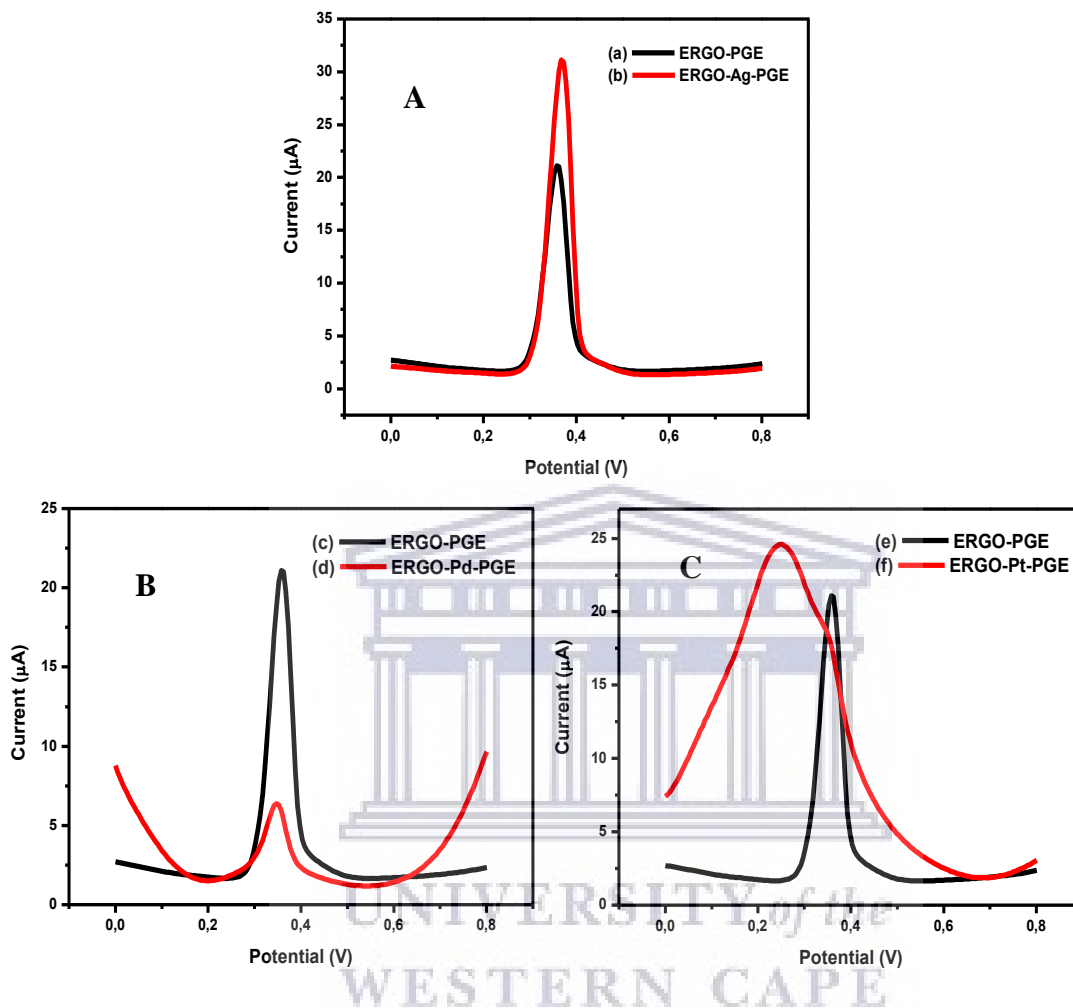 35
30
25
20
15
10
5
0
Current (µA)
A
(a) ERGO-PGE
(b) ERGO-Ag-PGE
0,0 0,2 0,4 0,6 0,8
Potential (V)
25
20
15
10
5
0
Current (µA)
B
(c) ERGO-PGE
(d) ERGO-Pd-PGE
0,0 0,2 0,4 0,6 0,8
Potential (V)
25
20
15
10
5
0
Current (µA)
C
(e) ERGO-PGE
(f) ERGO-Pt-PGE
0,0 0,2 0,4 0,6 0,8
Potential (V)
UNIVERSITY of the
WESTERN CAPE